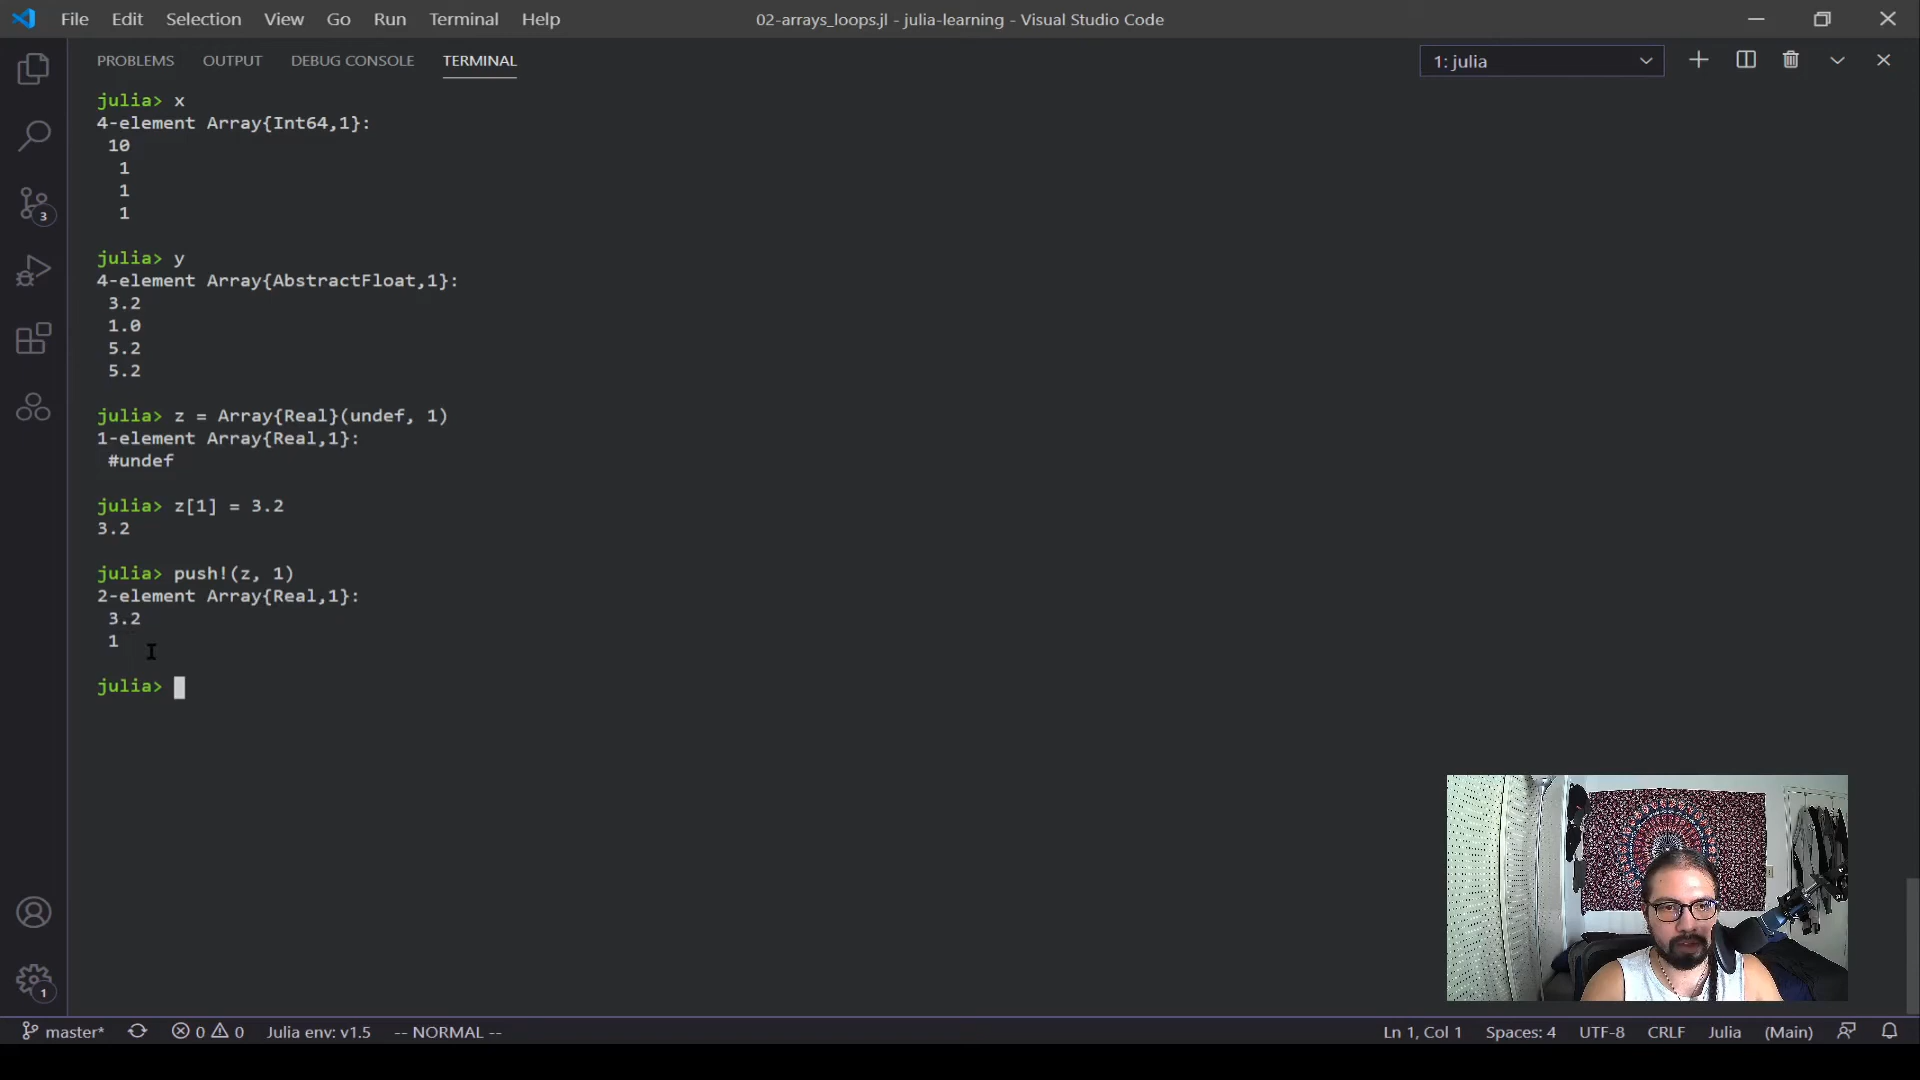 File Edit Selection View Go Run Terminal Help
02-arrays_loops.jl - julia-learning - Visual Studio Code
PROBLEMS OUTPUT DEBUG CONSOLE TERMINAL
1: julia
julia> x
4-element Array{Int64,1}:
10
1
1
1
julia> y
4-element Array{AbstractFloat,1}:
3.2
1.0
5.2
5.2
julia> z = Array{Real}(undef, 1)
1-element Array{Real,1}:
#undef
julia> z[1] = 3.2
3.2
julia> push!(z, 1)
2-element Array{Real,1}:
3.2
1
julia>
3
1
master* 0 0 Julia env: v1.5 -- NORMAL -- Ln 1, Col 1 Spaces: 4 UTF-8 CRLF Julia (Main)